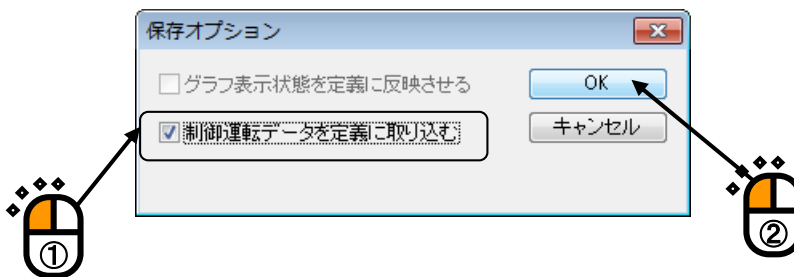 保存オプション
グラフ表示状態を定義に反映させる
OK
制御運転データを定義に取り込む
キャンセル
①
②